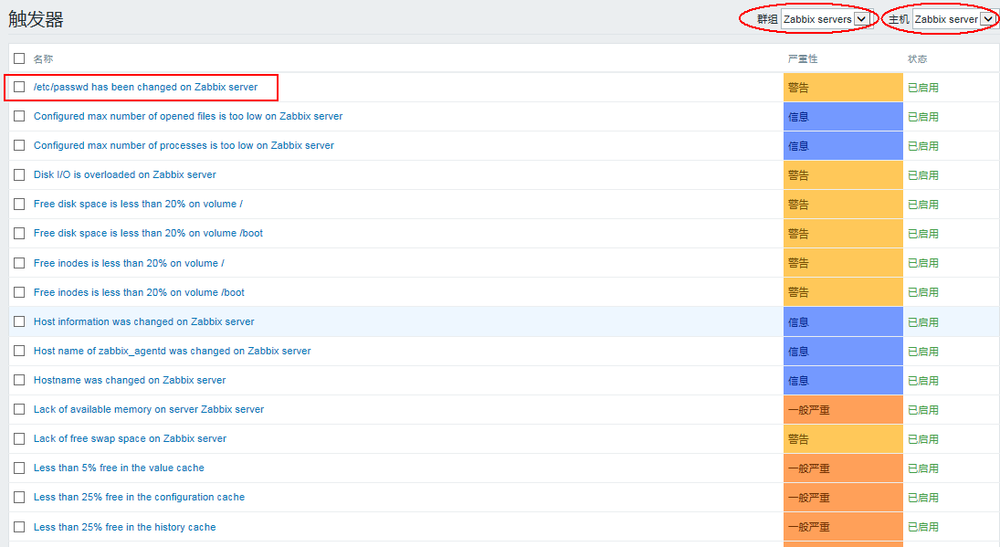 触发器 群组 Zabbix servers 主机 Zabbix server
名称 严重性 状态
/etc/passwd has been changed on Zabbix server 警告 已启用
Configured max number of opened files is too low on Zabbix server 信息 已启用
Configured max number of processes is too low on Zabbix server 信息 已启用
Disk I/O is overloaded on Zabbix server 警告 已启用
Free disk space is less than 20% on volume / 警告 已启用
Free disk space is less than 20% on volume /boot 警告 已启用
Free inodes is less than 20% on volume / 警告 已启用
Free inodes is less than 20% on volume /boot 警告 已启用
Host information was changed on Zabbix server 信息 已启用
Host name of zabbix_agentd was changed on Zabbix server 信息 已启用
Hostname was changed on Zabbix server 信息 已启用
Lack of available memory on server Zabbix server 一般严重 已启用
Lack of free swap space on Zabbix server 警告 已启用
Less than 5% free in the value cache 一般严重 已启用
Less than 25% free in the configuration cache 一般严重 已启用
Less than 25% free in the history cache 一般严重 已启用